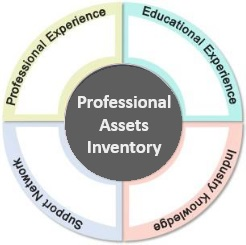 Professional Experience
Educational Experience
Professional
Assets
Inventory
Support Network
Industry Knowledge